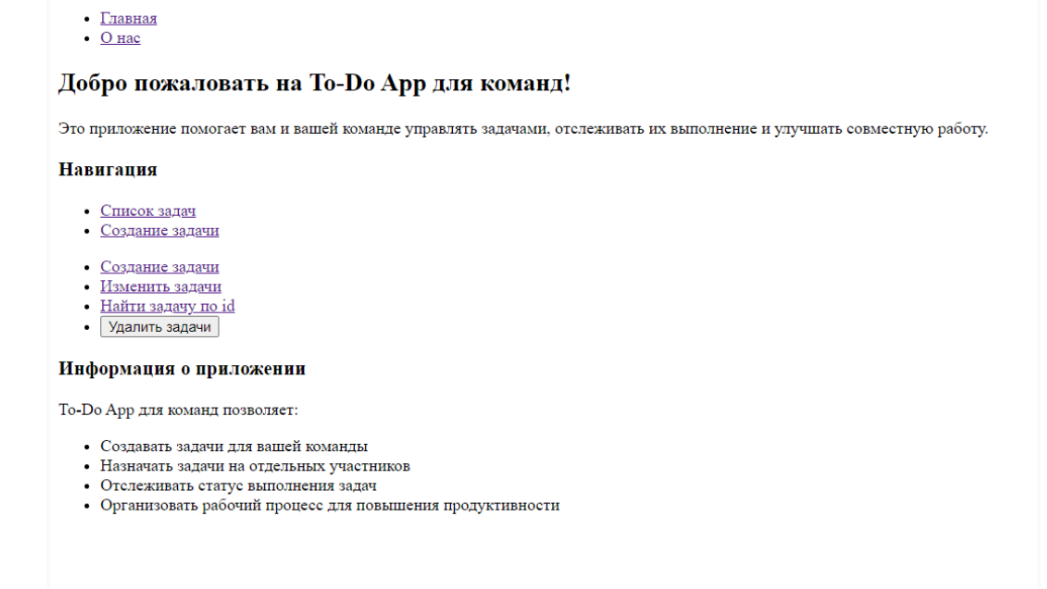 Главная
О нас
Добро пожаловать на To-Do App для команд!
Это приложение помогает вам и вашей команде управлять задачами, отслеживать их выполнение и улучшать совместную работу.
Навигация
Список задач
Создание задачи
Создание задачи
Изменить задачи
Найти задачу по id
Удалить задачи
Информация о приложении
To-Do App для команд позволяет:
Создавать задачи для вашей команды
Назначать задачи на отдельных участников
Отслеживать статус выполнения задач
Организовать рабочий процесс для повышения продуктивности